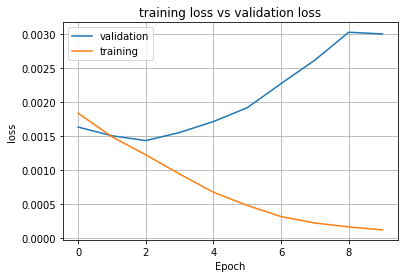 training loss vs validation loss
validation
training
0.0030
0.0025
0.0020
0.0015
0.0010
0.0005
0.0000
loss
0 2 4 6 8
Epoch